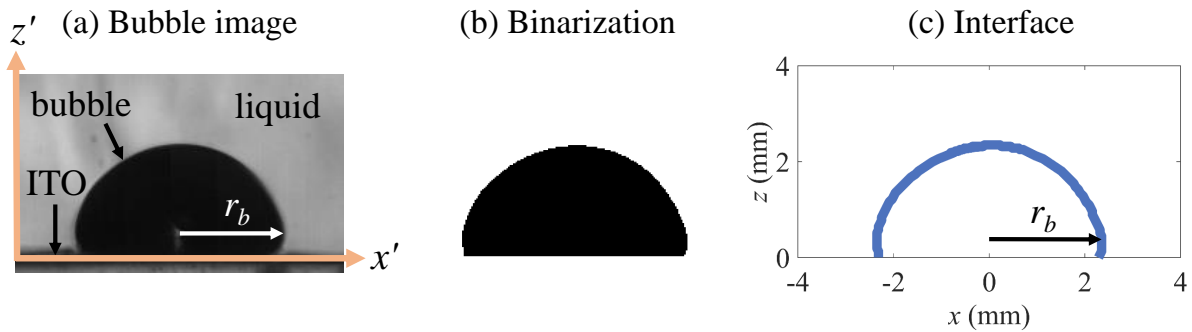 (a) Bubble image
(b) Binarization
(c) Interface
z′
bubble
liquid
ITO
r_b
x′
4
2
0
z (mm)
r_b
-4
-2
0
2
4
x (mm)